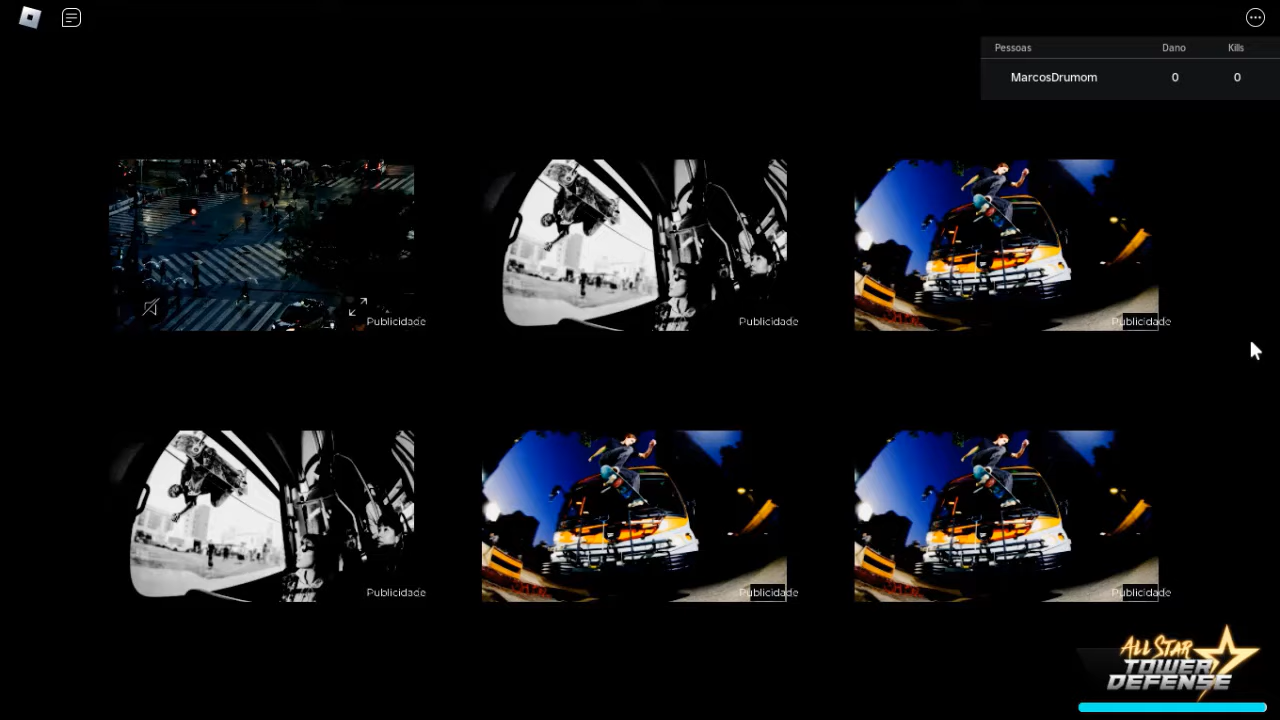 Pessoas Dano Kills
MarcosDrumom 0 0
Publicidade Publicidade Publicidade
Publicidade Publicidade Publicidade
ALL STAR
TOWER
DEFENSE